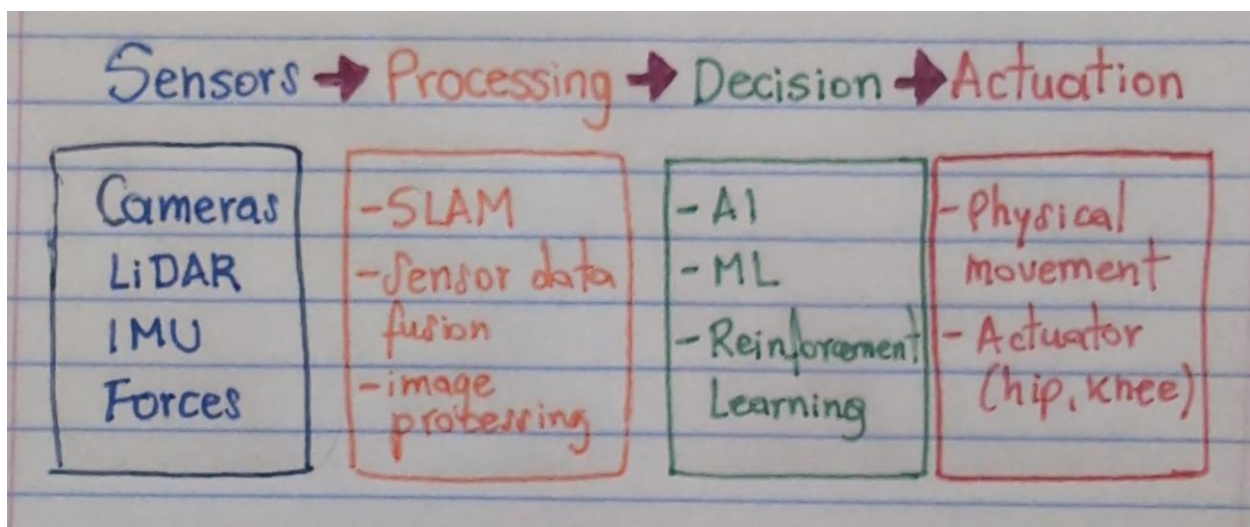 Sensors → Processing → Decision → Actuation
Cameras
LiDAR
IMU
Forces
-SLAM
-Sensor data
fusion
-image
processing
-AI
-ML
-Reinforcement
Learning
-Physical
movement
-Actuator
(hip, knee)